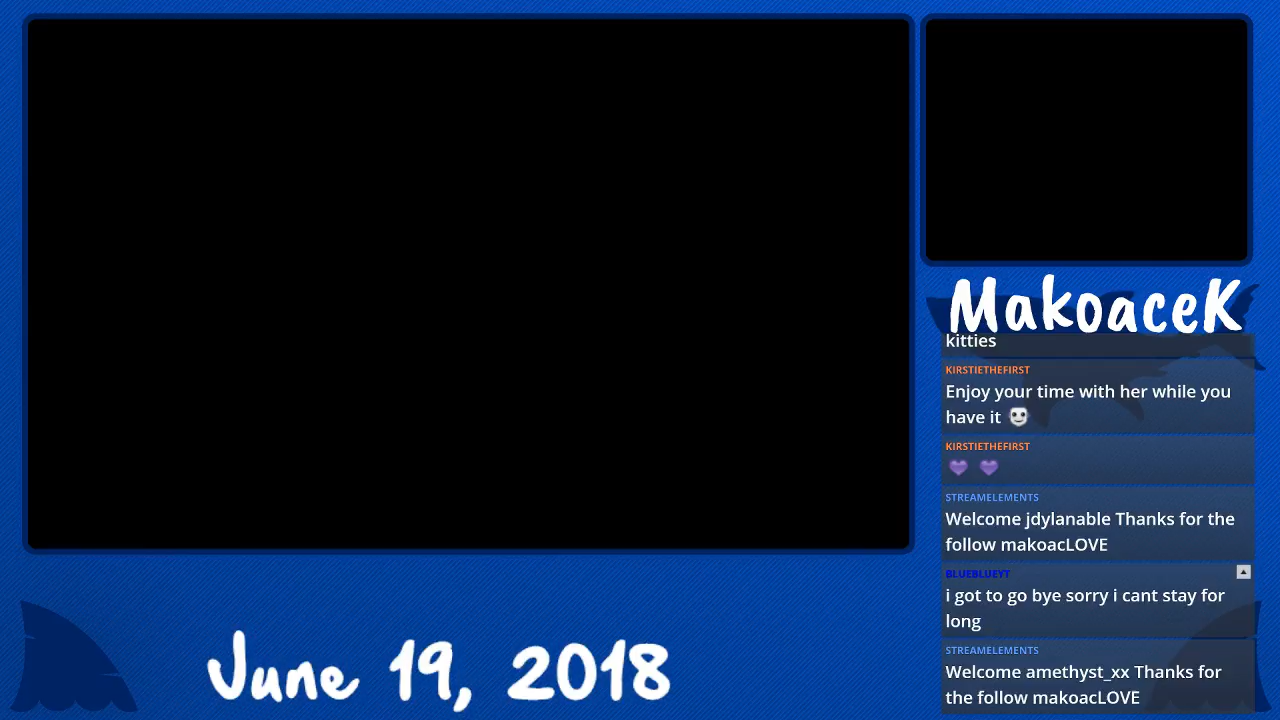 MakoaceK
kitties
KIRSTIETHEFIRST
Enjoy your time with her while you
have it
KIRSTIETHEFIRST
STREAMELEMENTS
Welcome jdylanable Thanks for the
follow makoacLOVE
BLUEBLUEYT
i got to go bye sorry i cant stay for
long
STREAMELEMENTS
Welcome amethyst_xx Thanks for
the follow makoacLOVE
June 19, 2018